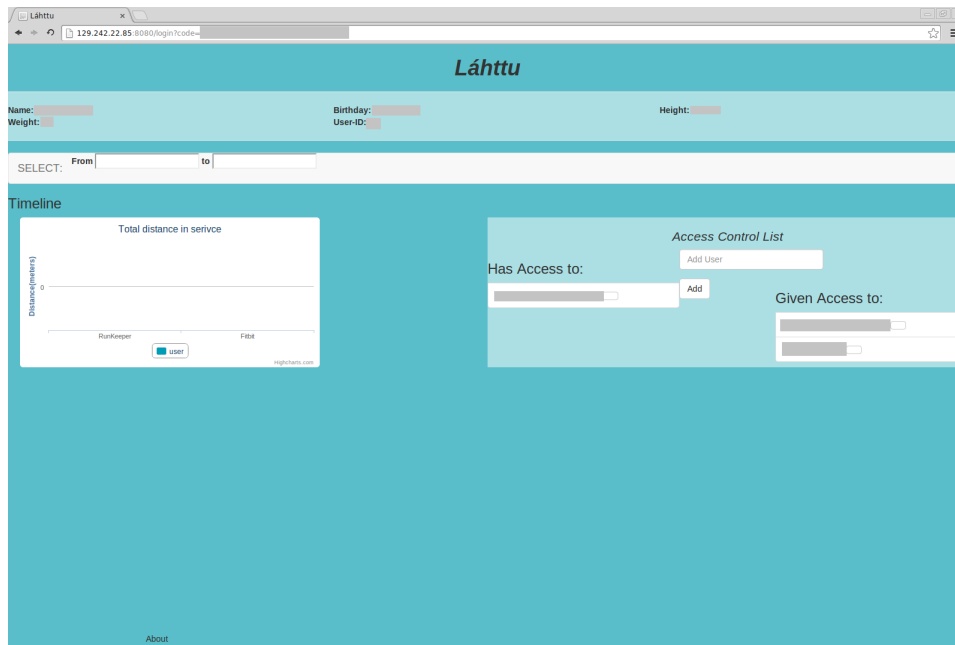 Láhttu
129.242.22.85:8080/login?code=
Láhttu
Name: Birthday: Height:
Weight: User-ID:
SELECT: From to
Timeline
Total distance in serivce
Distance(meters)
0
RunKeeper Fitbit
user
Highcharts.com
Access Control List
Add User
Has Access to:
Add
Given Access to:
About